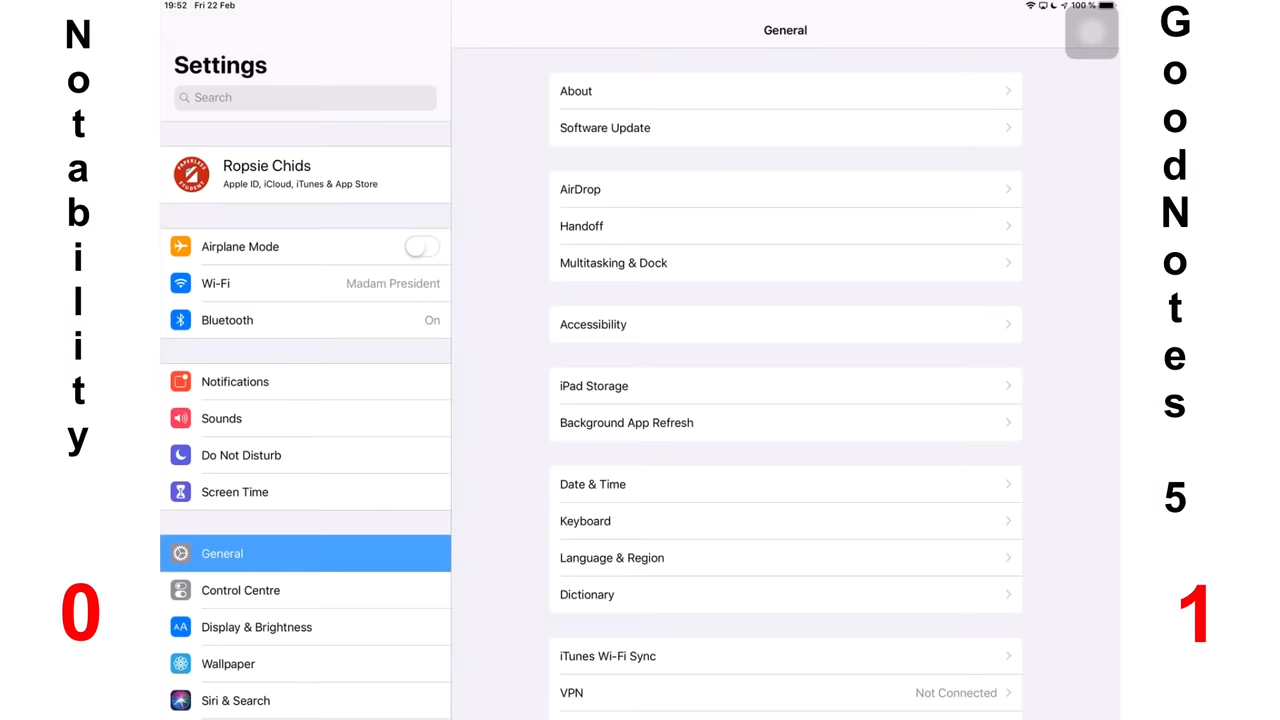 Notability
0
19:52 Fri 22 Feb
100 %
Settings
Search
PAPERLESS STUDENT
Ropsie Chids
Apple ID, iCloud, iTunes & App Store
Airplane Mode
Wi-Fi Madam President
Bluetooth On
Notifications
Sounds
Do Not Disturb
Screen Time
General
Control Centre
AA Display & Brightness
Wallpaper
Siri & Search
General
About
Software Update
AirDrop
Handoff
Multitasking & Dock
Accessibility
iPad Storage
Background App Refresh
Date & Time
Keyboard
Language & Region
Dictionary
iTunes Wi-Fi Sync
VPN Not Connected
GoodNotes 5
1